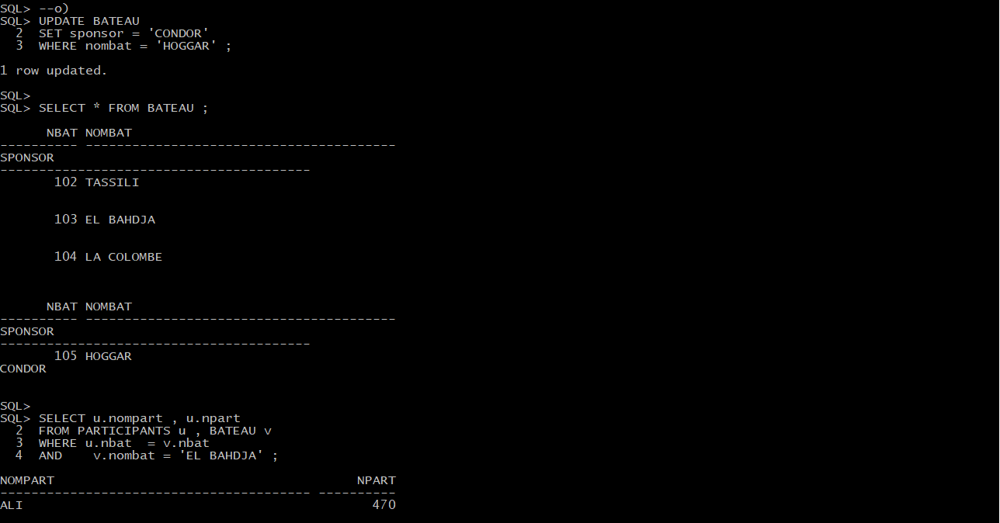 SQL> --o)
SQL> UPDATE BATEAU
  2  SET sponsor = 'CONDOR'
  3  WHERE nombat = 'HOGGAR' ;
1 row updated.
SQL>
SQL> SELECT * FROM BATEAU ;
      NBAT NOMBAT
---------- ----------------------------------------
SPONSOR
----------------------------------------
       102 TASSILI
       103 EL BAHDJA
       104 LA COLOMBE
      NBAT NOMBAT
---------- ----------------------------------------
SPONSOR
----------------------------------------
       105 HOGGAR
CONDOR
SQL>
SQL> SELECT u.nompart , u.npart
  2  FROM PARTICIPANTS u , BATEAU v
  3  WHERE u.nbat  = v.nbat
  4  AND    v.nombat = 'EL BAHDJA' ;
NOMPART                                       NPART
---------------------------------------- ----------
ALI                                             470